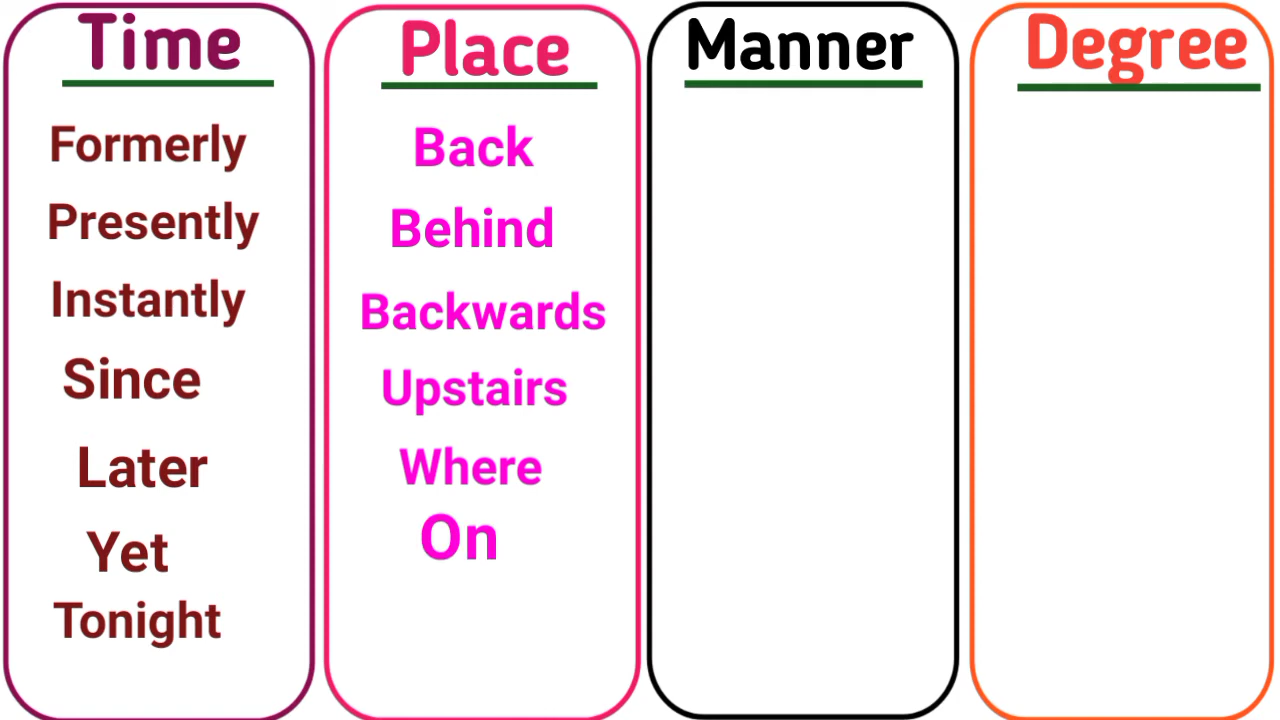 Time
Formerly
Presently
Instantly
Since
Later
Yet
Tonight
Place
Back
Behind
Backwards
Upstairs
Where
On
Manner
Degree